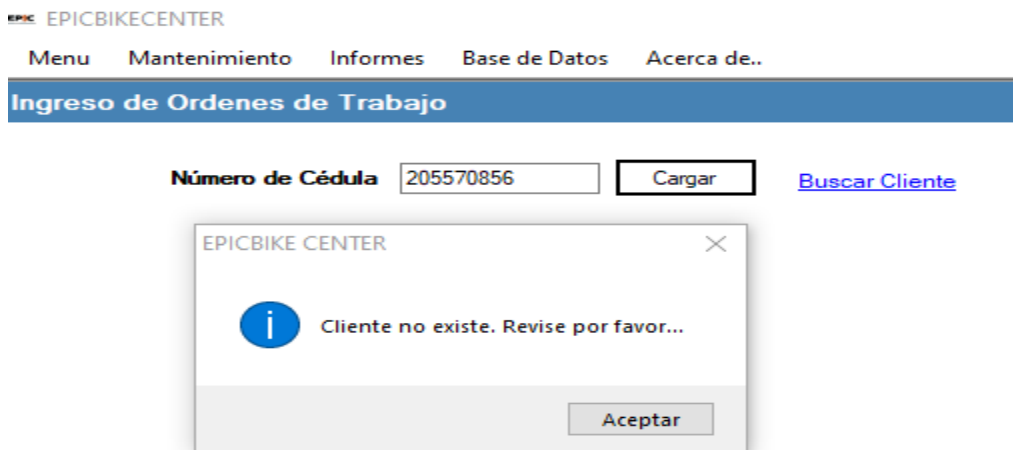 EPIC EPICBIKECENTER
Menu Mantenimiento Informes Base de Datos Acerca de..
Ingreso de Ordenes de Trabajo
Número de Cédula 205570856 Cargar Buscar Cliente
EPICBIKE CENTER
i Cliente no existe. Revise por favor...
Aceptar